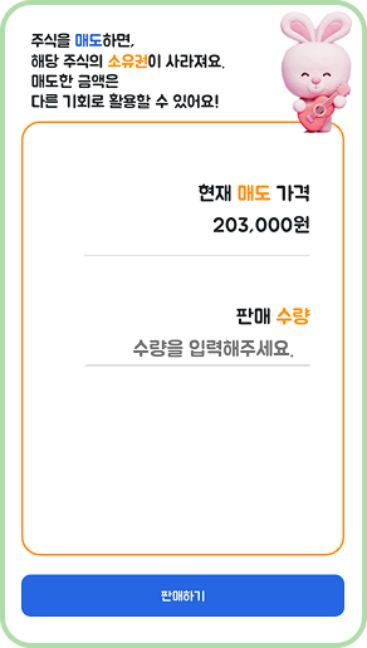 주식을 매도하면,
해당 주식의 소유권이 사라져요.
매도한 금액은
다른 기회로 활용할 수 있어요!
현재 매도 가격
203,000원
판매 수량
수량을 입력해주세요.
판매하기